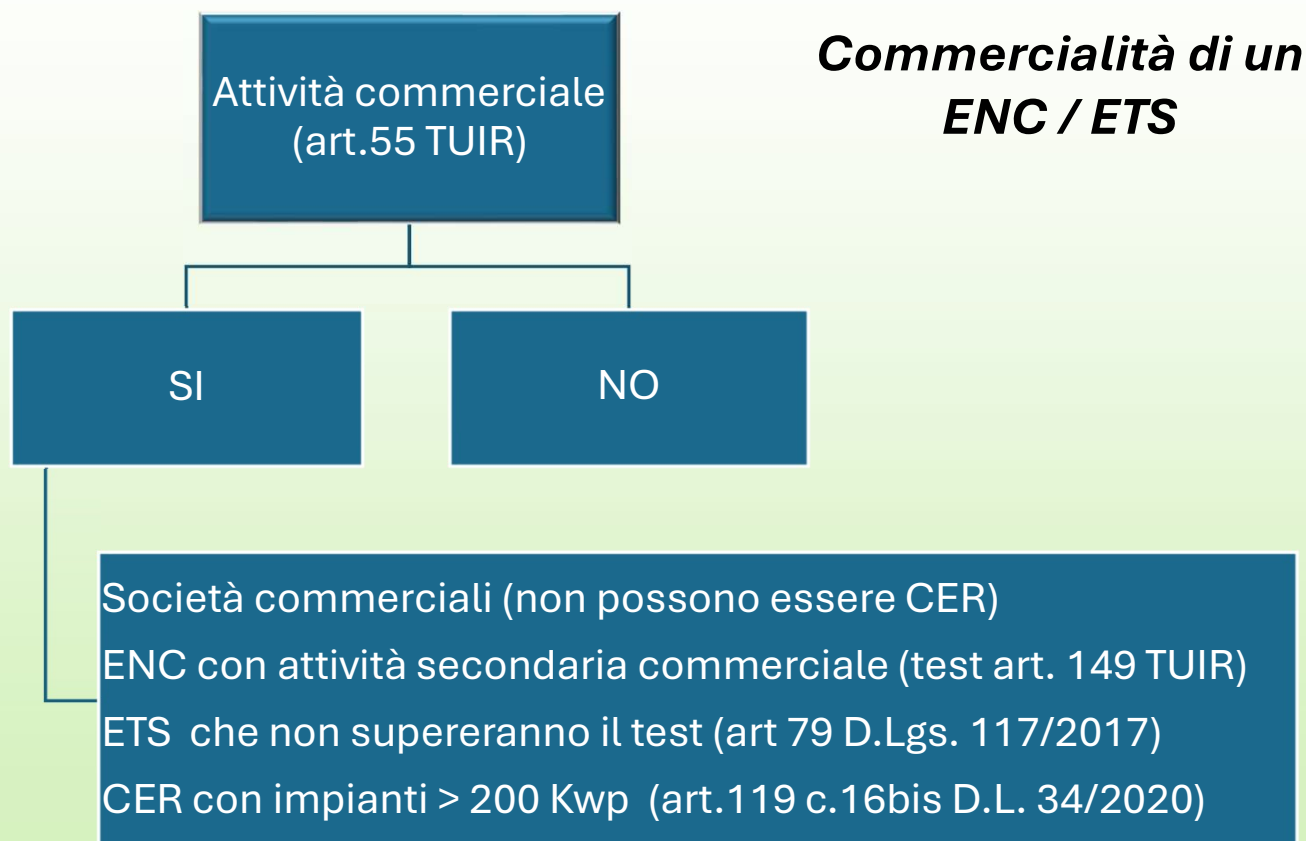 Commercialità di un
ENC / ETS
Attività commerciale
(art.55 TUIR)
SI
NO
Società commerciali (non possono essere CER)
ENC con attività secondaria commerciale (test art. 149 TUIR)
ETS  che non supereranno il test (art 79 D.Lgs. 117/2017)
CER con impianti > 200 Kwp  (art.119 c.16bis D.L. 34/2020)